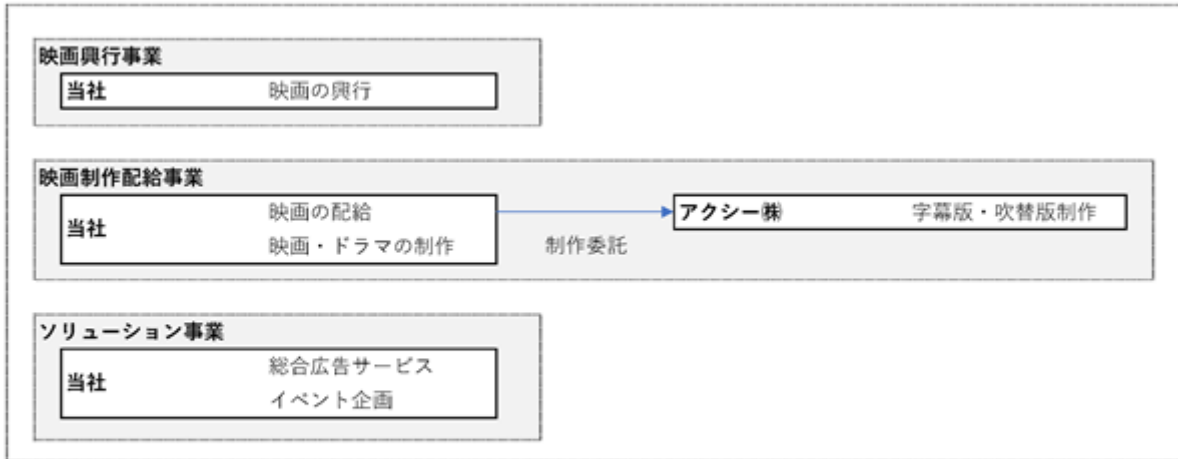 映画興行事業
当社 映画の興行
映画制作配給事業
当社 映画の配給
映画・ドラマの制作
制作委託
アクシー㈱ 字幕版・吹替版制作
ソリューション事業
当社 総合広告サービス
イベント企画